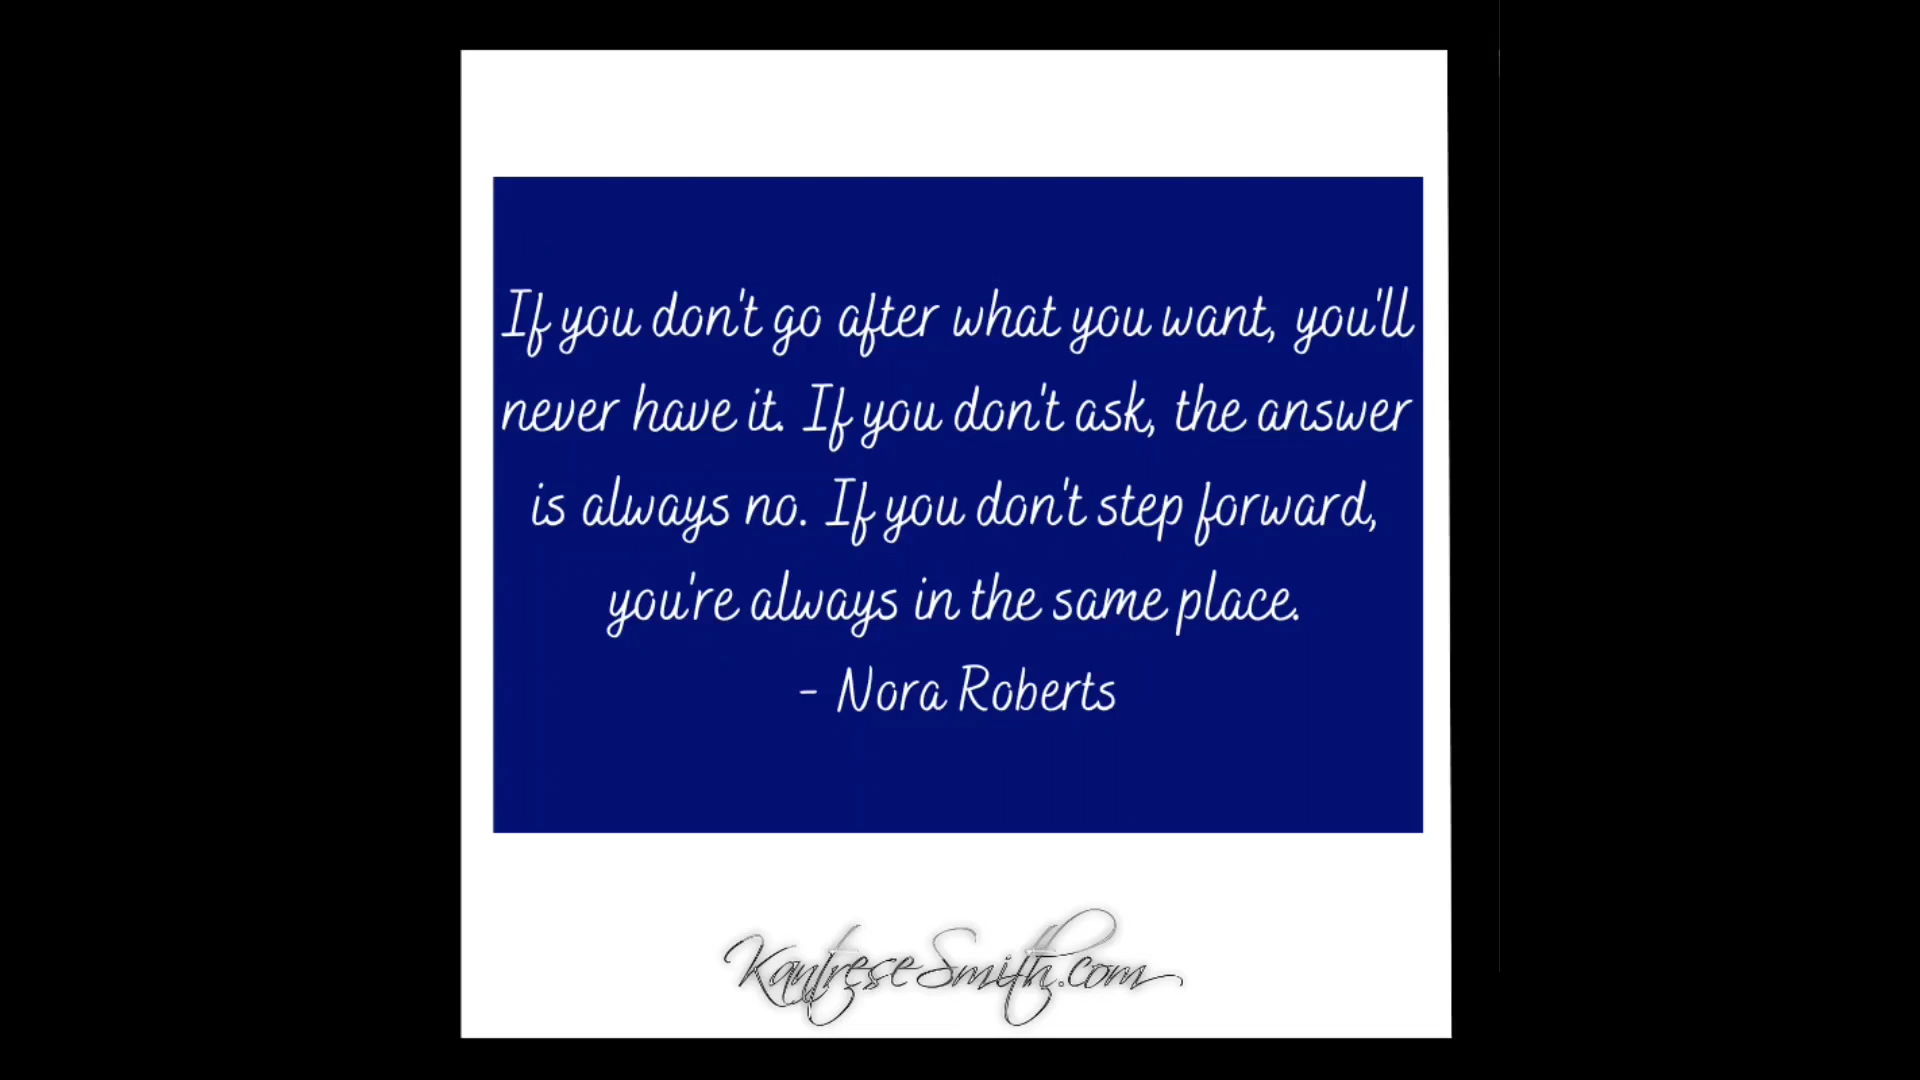 If you don't go after what you want, you'll
never have it. If you don't ask, the answer
is always no. If you don't step forward,
you're always in the same place.
- Nora Roberts
KantreseSmith.com